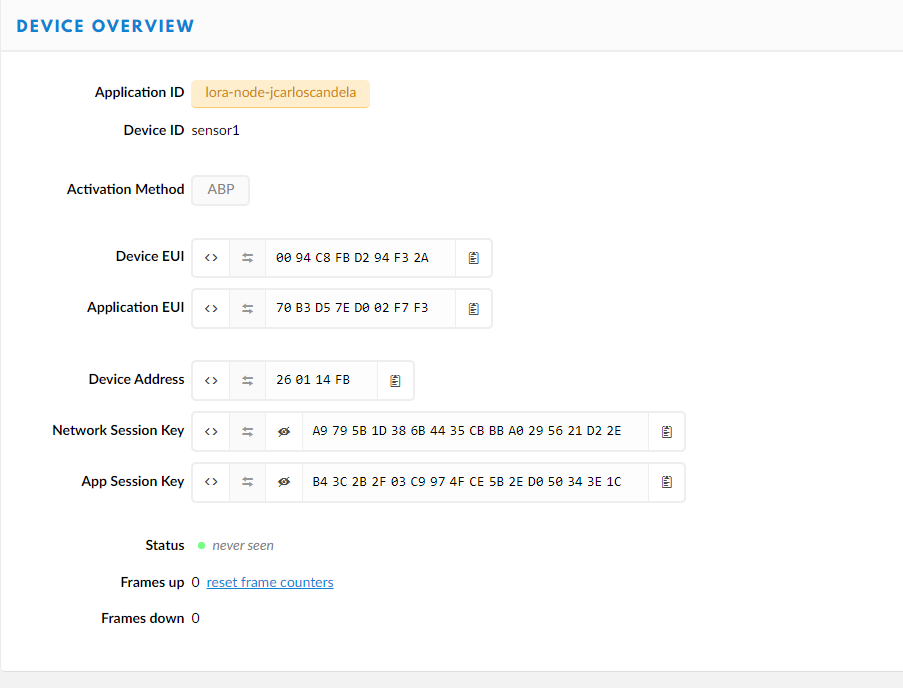 DEVICE OVERVIEW
Application ID lora-node-jcarloscandela
Device ID sensor1
Activation Method ABP
Device EUI <> 00 94 C8 FB D2 94 F3 2A
Application EUI <> 70 B3 D5 7E D0 02 F7 F3
Device Address <> 26 01 14 FB
Network Session Key <> A9 79 5B 1D 38 6B 44 35 CB BB A0 29 56 21 D2 2E
App Session Key <> B4 3C 2B 2F 03 C9 97 4F CE 5B 2E D0 50 34 3E 1C
Status never seen
Frames up 0 reset frame counters
Frames down 0